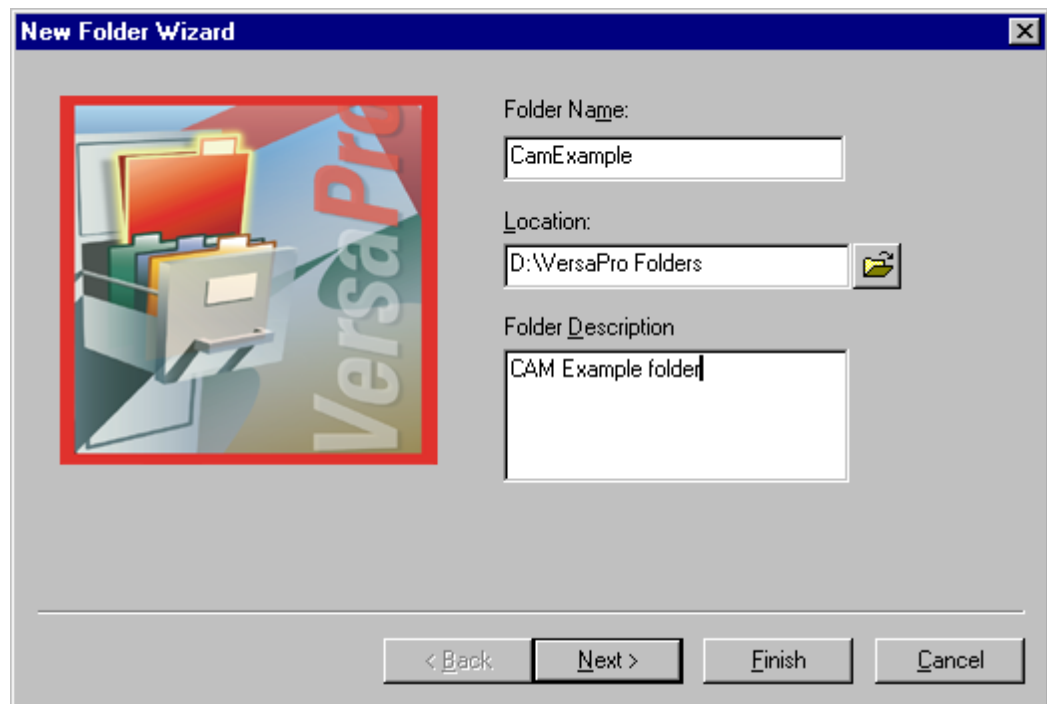 New Folder Wizard
VersaPro
Folder Name:
CamExample
Location:
D:\VersaPro Folders
Folder Description
CAM Example folder
< Back
Next >
Finish
Cancel